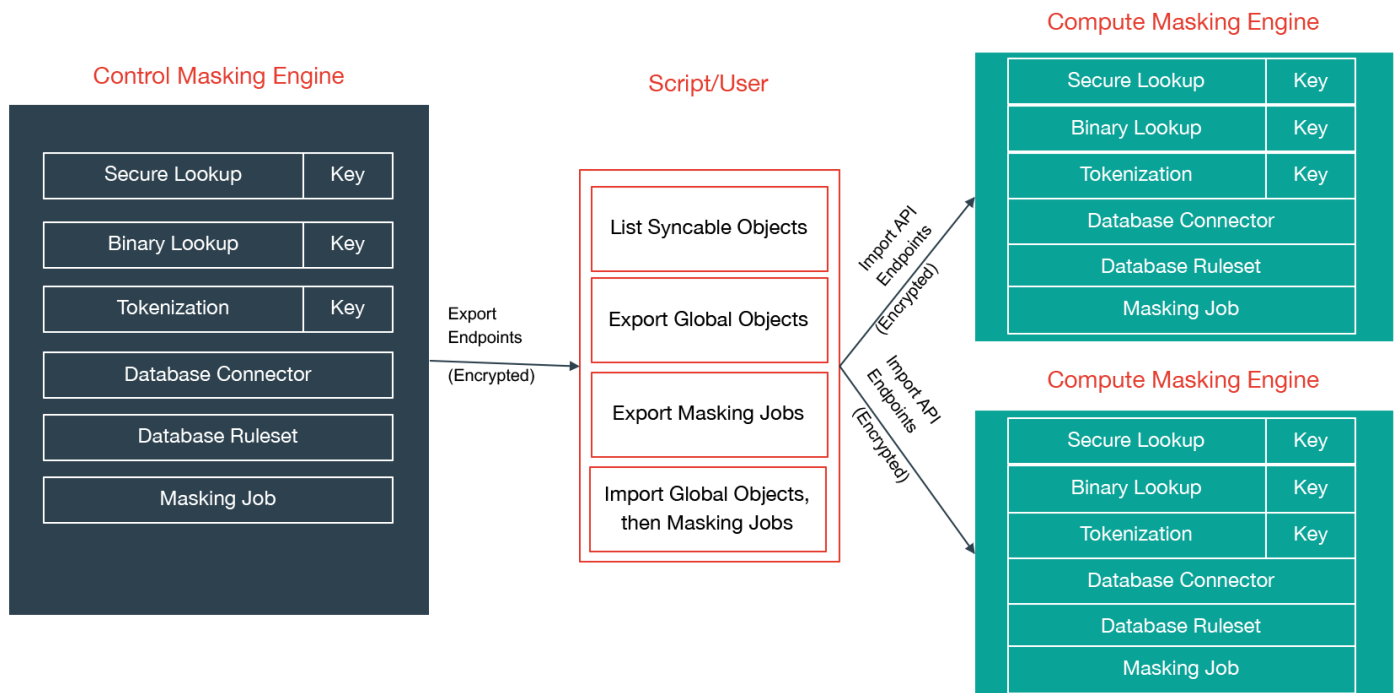 Control Masking Engine
Secure Lookup Key
Binary Lookup Key
Tokenization Key
Database Connector
Database Ruleset
Masking Job
Export
Endpoints
(Encrypted)
Script/User
List Syncable Objects
Export Global Objects
Export Masking Jobs
Import Global Objects,
then Masking Jobs
Import API
Endpoints
(Encrypted)
Import API
Endpoints
(Encrypted)
Compute Masking Engine
Secure Lookup Key
Binary Lookup Key
Tokenization Key
Database Connector
Database Ruleset
Masking Job
Compute Masking Engine
Secure Lookup Key
Binary Lookup Key
Tokenization Key
Database Connector
Database Ruleset
Masking Job